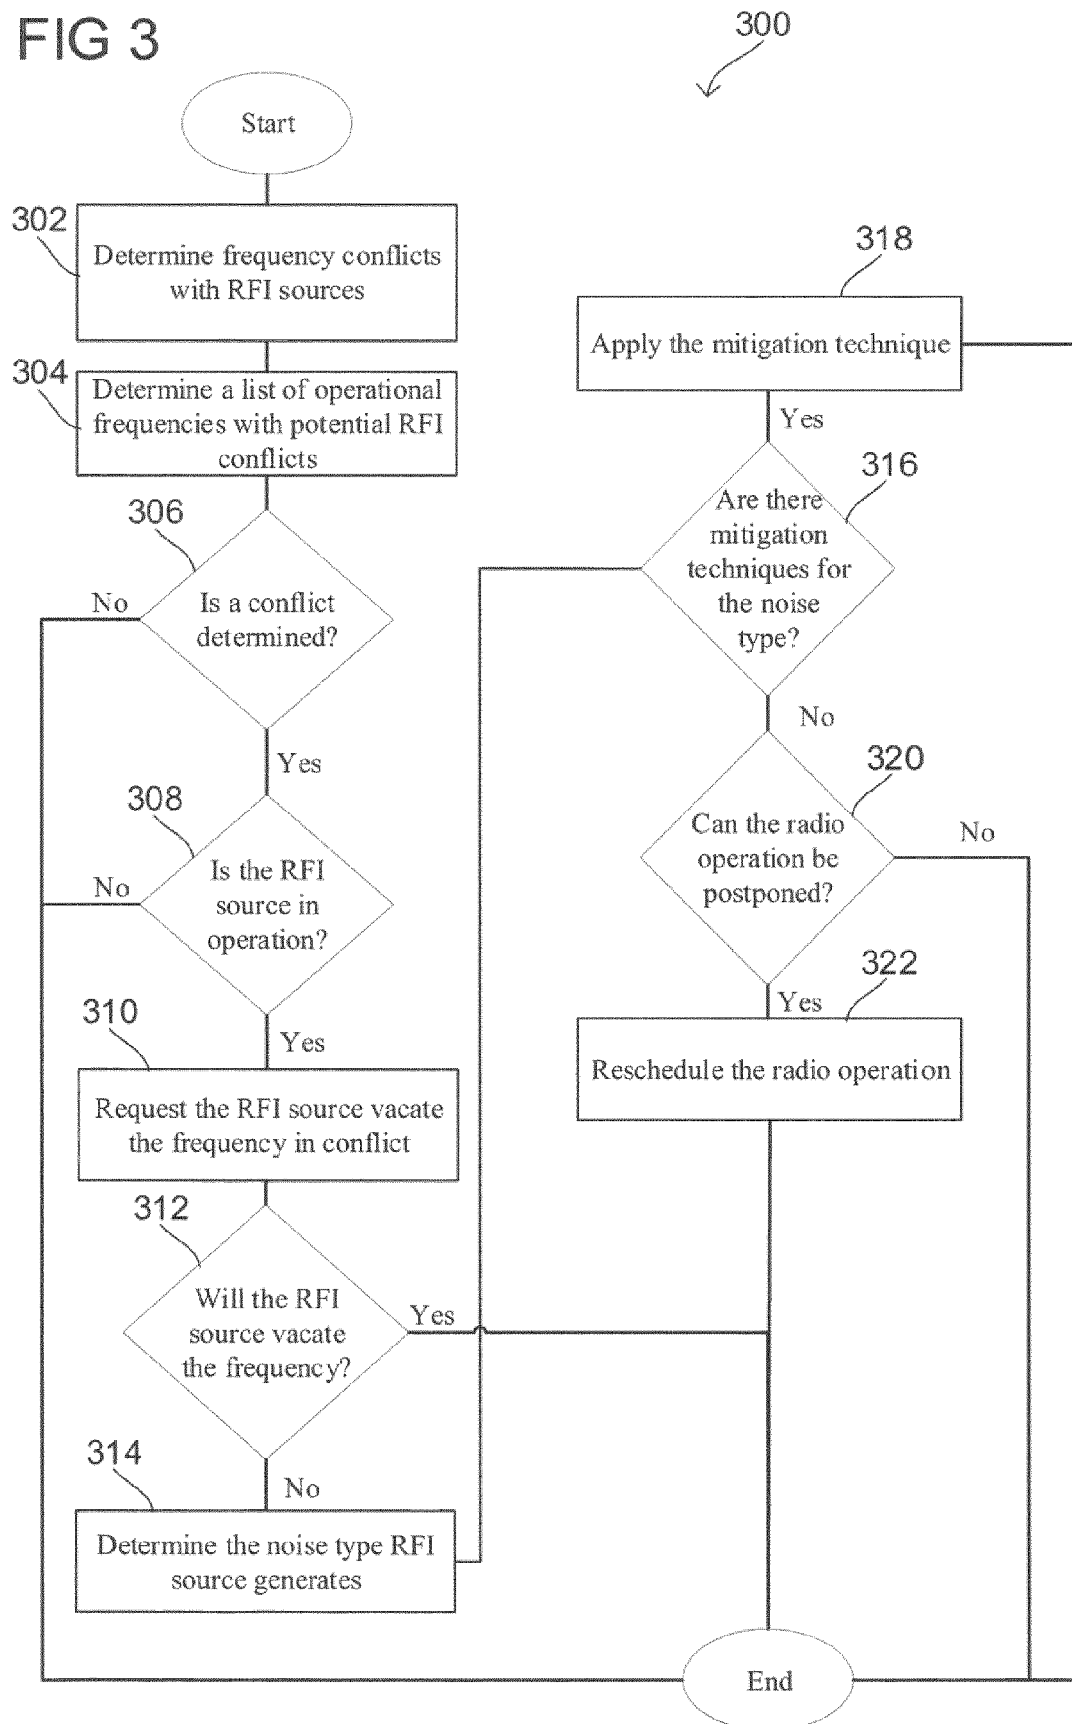 FIG 3
300
Start
302
Determine frequency conflicts
with RFI sources
304
Determine a list of operational
frequencies with potential RFI
conflicts
306
Is a conflict
determined?
No
Yes
308
Is the RFI
source in
operation?
No
Yes
310
Request the RFI source vacate
the frequency in conflict
312
Will the RFI
source vacate
the frequency?
Yes
No
314
Determine the noise type RFI
source generates
318
Apply the mitigation technique
Yes
316
Are there
mitigation
techniques for
the noise
type?
No
320
Can the radio
operation be
postponed?
No
Yes
322
Reschedule the radio operation
End